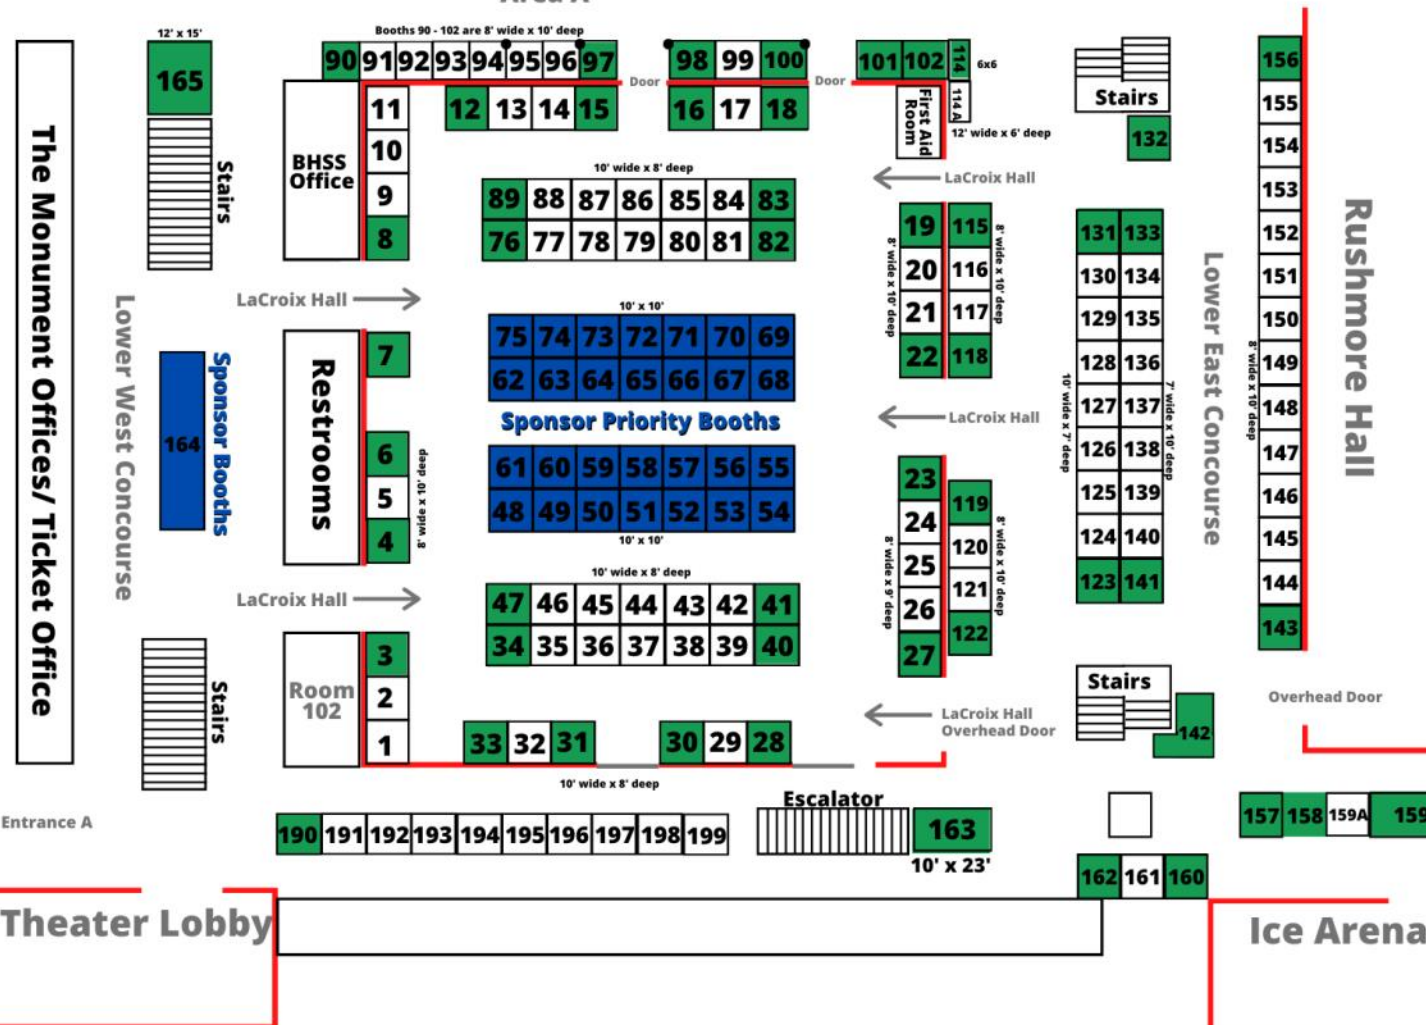 12' x 15'
165
Stairs
The Monument Offices/ Ticket Office
Lower West Concourse
Sponsor Booths
164
Stairs
Entrance A
Theater Lobby
Booths 90 - 102 are 8' wide x 10' deep
90 91 92 93 94 95 96 97
Door
98 99 100
Door
101 102 114
6x6
114 A
12' wide x 6' deep
First Aid
Room
12 13 14 15
16 17 18
BHSS
Office
11
10
9
8
10' wide x 8' deep
89 88 87 86 85 84 83
76 77 78 79 80 81 82
LaCroix Hall
LaCroix Hall
Restrooms
7
6
5
4
8' wide x 10' deep
10' x 10'
75 74 73 72 71 70 69
62 63 64 65 66 67 68
Sponsor Priority Booths
61 60 59 58 57 56 55
48 49 50 51 52 53 54
10' x 10'
10' wide x 8' deep
47 46 45 44 43 42 41
34 35 36 37 38 39 40
LaCroix Hall
Room
102
3
2
1
33 32 31
30 29 28
10' wide x 8' deep
190 191 192 193 194 195 196 197 198 199
Escalator
163
10' x 23'
8' wide x 10' deep
19 115
20 116
21 117
22 118
8' wide x 10' deep
LaCroix Hall
8' wide x 9' deep
23
24
25
26
27
119
120
121
122
8' wide x 10' deep
LaCroix Hall
Overhead Door
Stairs
132
131 133
130 134
129 135
128 136
127 137
126 138
125 139
124 140
123 141
10' wide x 7' deep
7' wide x 10' deep
Lower East Concourse
Stairs
142
156
155
154
153
152
151
150
149
148
147
146
145
144
143
8' wide x 10' deep
Rushmore Hall
Overhead Door
157 158 159A 159
162 161 160
Ice Arena